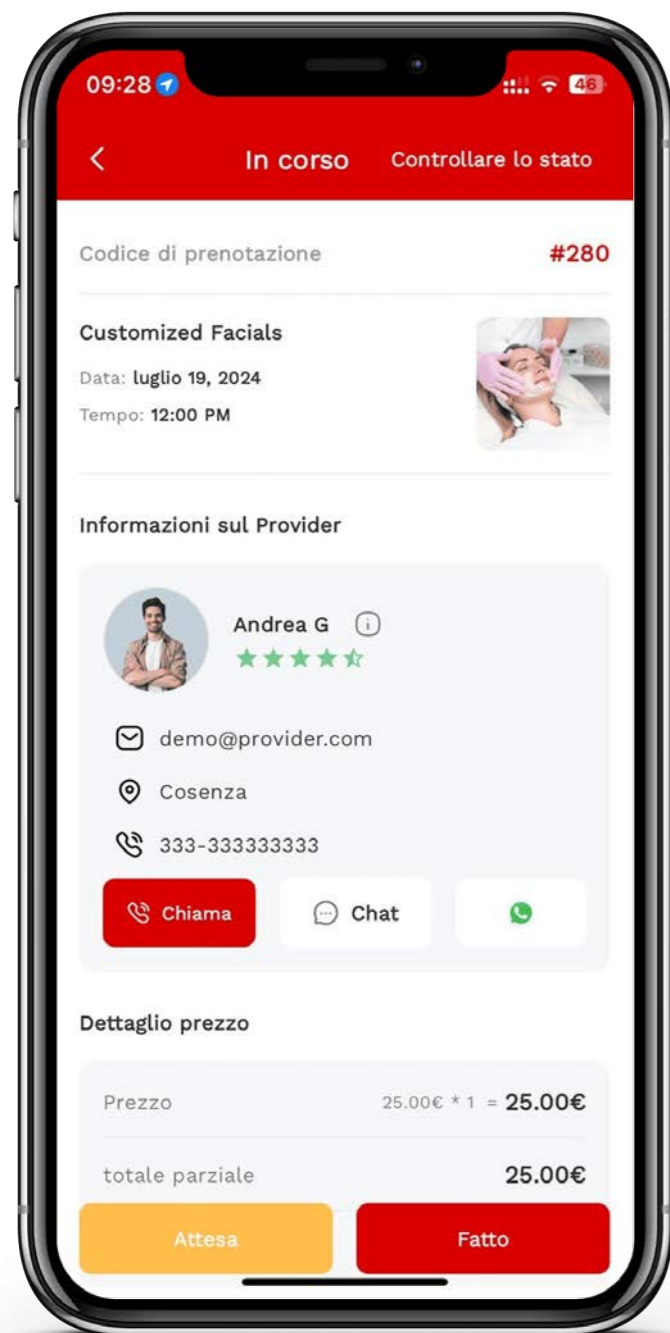 09:28 46
In corso Controllare lo stato
Codice di prenotazione #280
Customized Facials
Data: luglio 19, 2024
Tempo: 12:00 PM
Informazioni sul Provider
Andrea G
demo@provider.com
Cosenza
333-333333333
Chiama Chat
Dettaglio prezzo
Prezzo 25.00€ * 1 = 25.00€
totale parziale 25.00€
Attesa Fatto